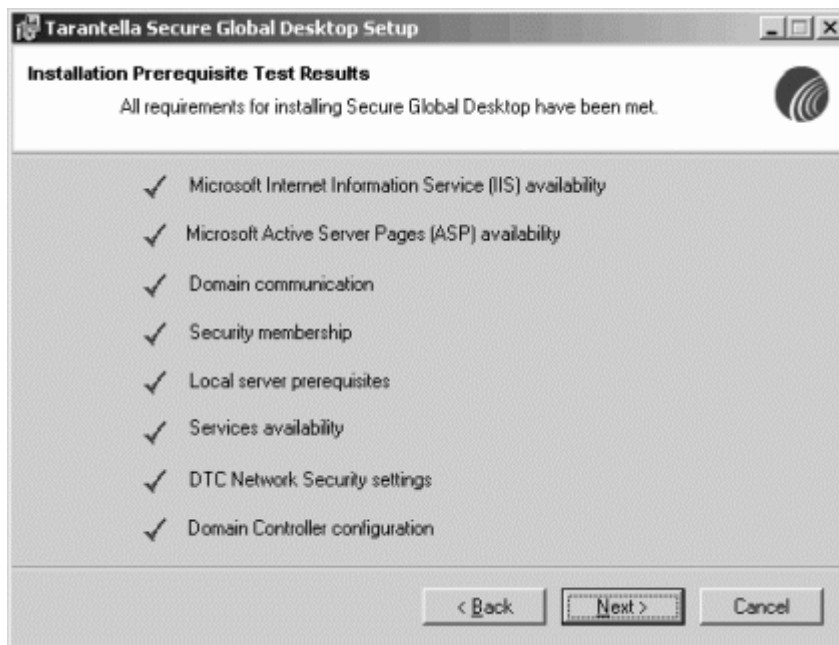 Tarantella Secure Global Desktop Setup
Installation Prerequisite Test Results
All requirements for installing Secure Global Desktop have been met.
Microsoft Internet Information Service (IIS) availability
Microsoft Active Server Pages (ASP) availability
Domain communication
Security membership
Local server prerequisites
Services availability
DTC Network Security settings
Domain Controller configuration
< Back Next > Cancel